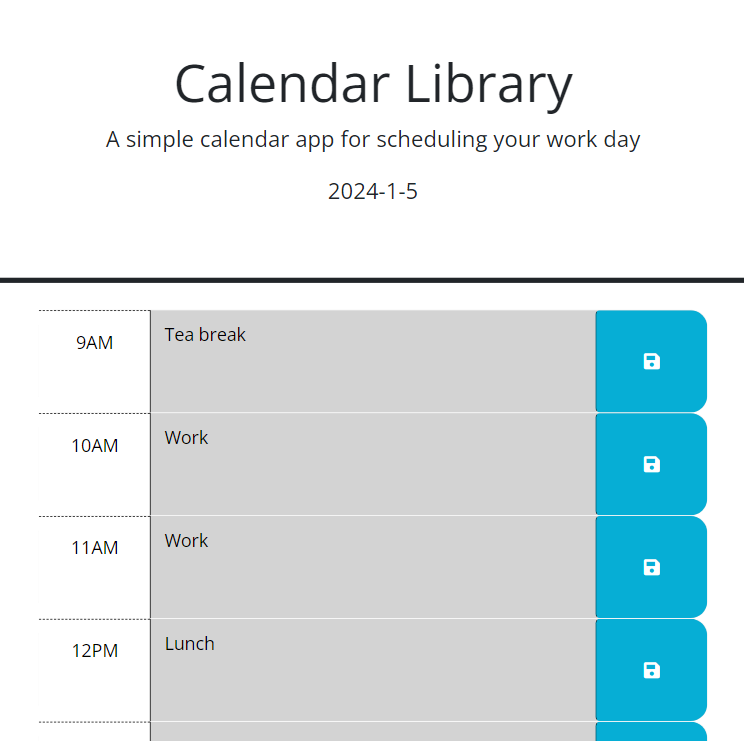 Calendar Library
A simple calendar app for scheduling your work day
2024-1-5
9AM
Tea break
10AM
Work
11AM
Work
12PM
Lunch